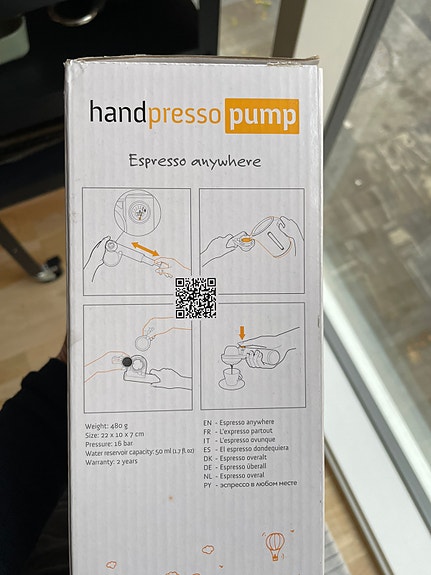 handpresso pump
Espresso anywhere
Weight: 480 g
Size: 22 x 10 x 7 cm
Pressure: 16 bar
Water reservoir capacity: 50 ml (1.7 fl.oz)
Warranty: 2 years
EN - Espresso anywhere
FR - L'expresso partout
IT - L'espresso ovunque
ES - El espresso dondequiera
DK - Espresso overalt
DE - Espresso überall
NL - Espresso overal
РУ - эспрессо в любом месте